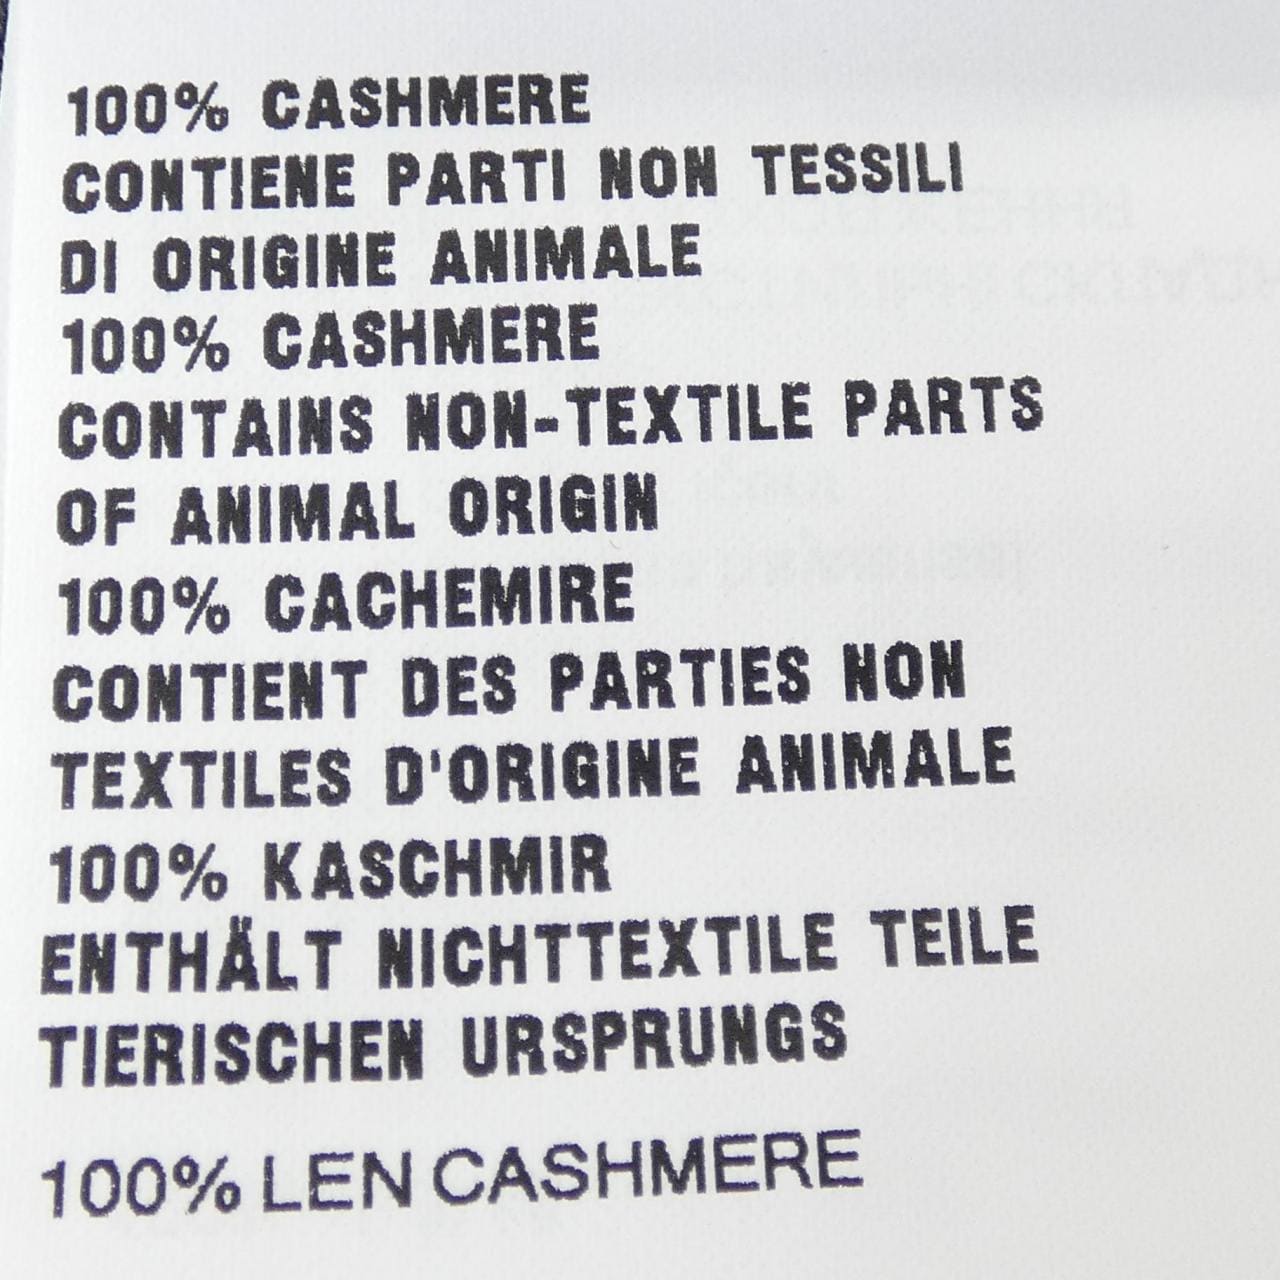 100% CASHMERE
CONTIENE PARTI NON TESSILI
DI ORIGINE ANIMALE
100% CASHMERE
CONTAINS NON-TEXTILE PARTS
OF ANIMAL ORIGIN
100% CACHEMIRE
CONTIENT DES PARTIES NON
TEXTILES D'ORIGINE ANIMALE
100% KASCHMIR
ENTHÄLT NICHTTEXTILE TEILE
TIERISCHEN URSPRUNGS
100% LEN CASHMERE